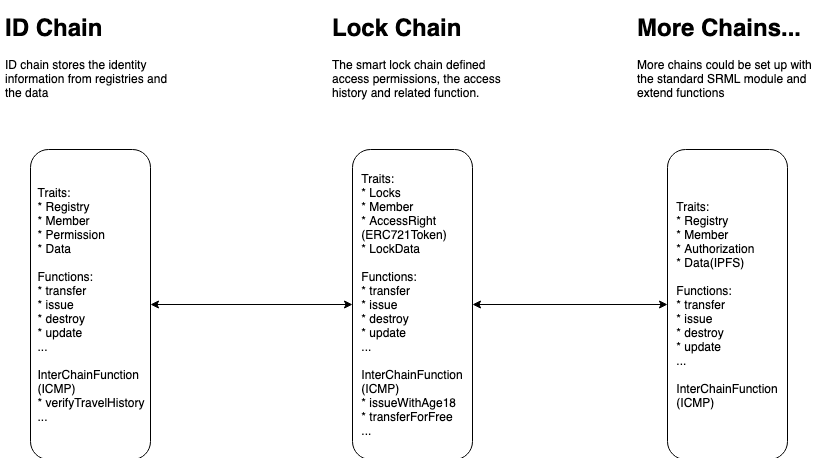 ID Chain
ID chain stores the identity
information from registries and
the data
Traits:
* Registry
* Member
* Permission
* Data
Functions:
* transfer
* issue
* destroy
* update
...
InterChainFunction
(ICMP)
* verifyTravelHistory
...
Lock Chain
The smart lock chain defined
access permissions, the access
history and related function.
Traits:
* Locks
* Member
* AccessRight
(ERC721Token)
* LockData
Functions:
* transfer
* issue
* destroy
* update
...
InterChainFunction
(ICMP)
* issueWithAge18
* transferForFree
...
More Chains...
More chains could be set up with
the standard SRML module and
extend functions
Traits:
* Registry
* Member
* Authorization
* Data(IPFS)
Functions:
* transfer
* issue
* destroy
* update
...
InterChainFunction
(ICMP)